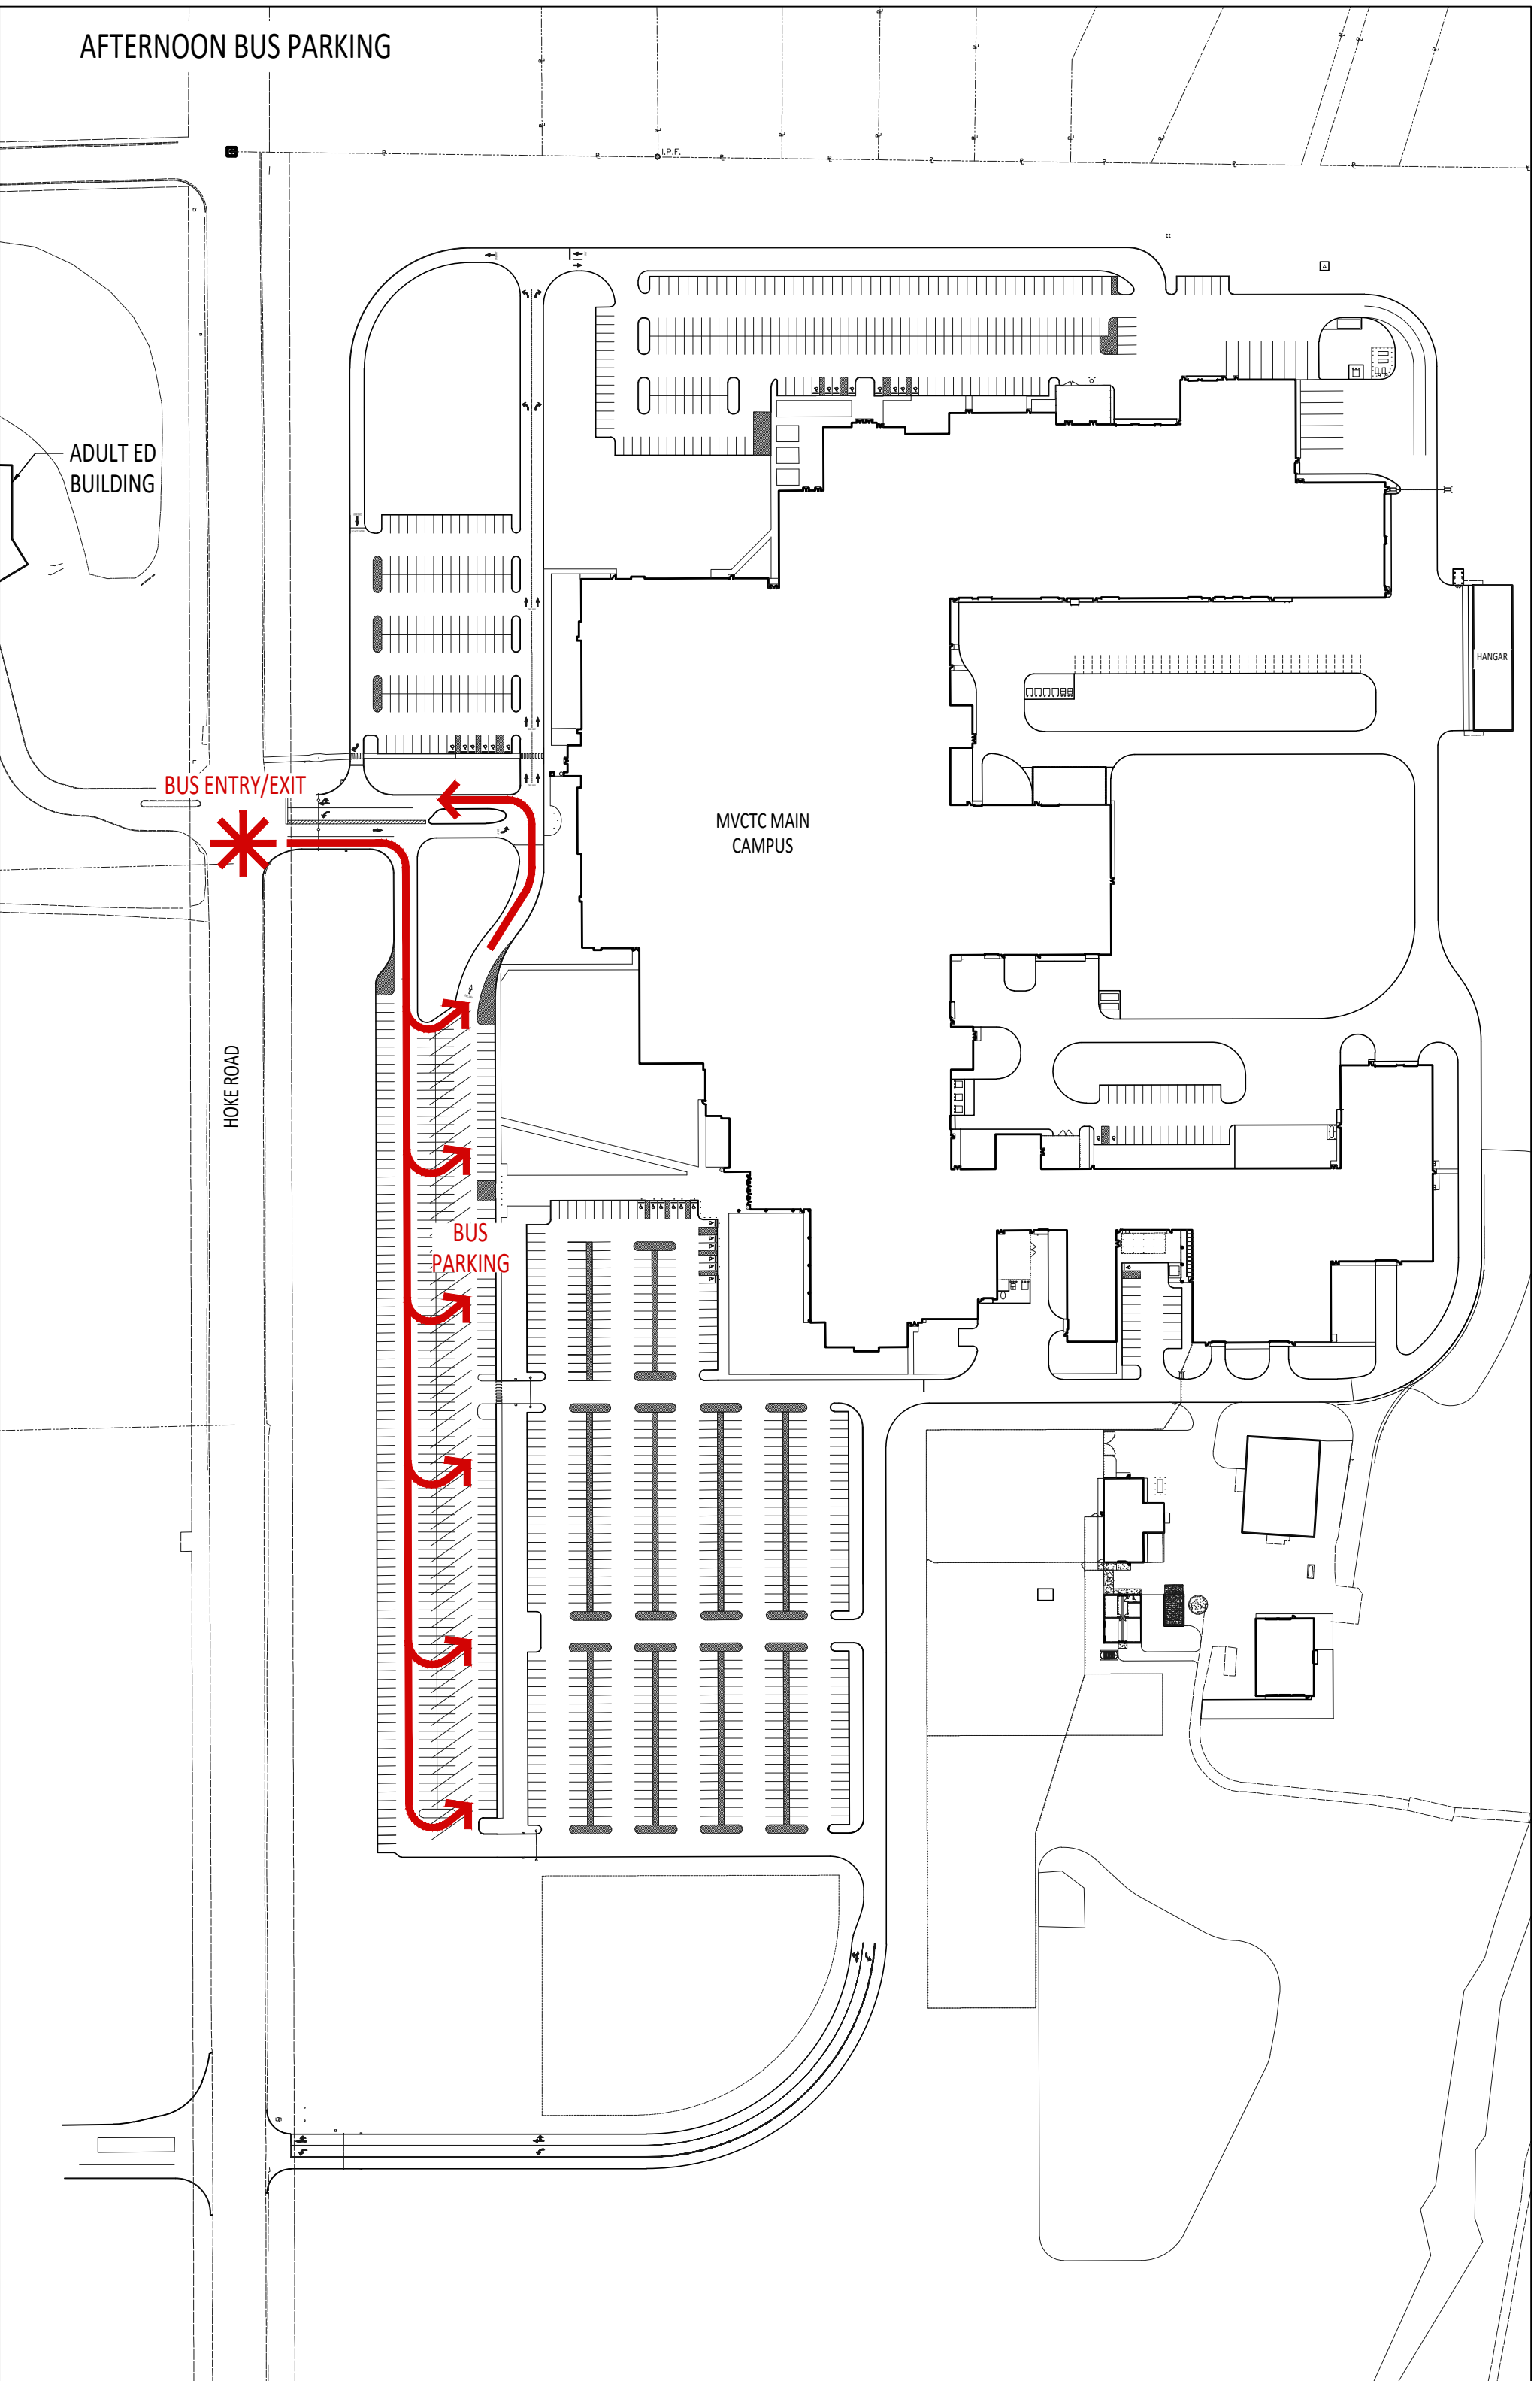 AFTERNOON BUS PARKING
I.P.F.
ADULT ED
BUILDING
HANGAR
BUS ENTRY/EXIT
MVCTC MAIN
CAMPUS
HOKE ROAD
BUS
PARKING